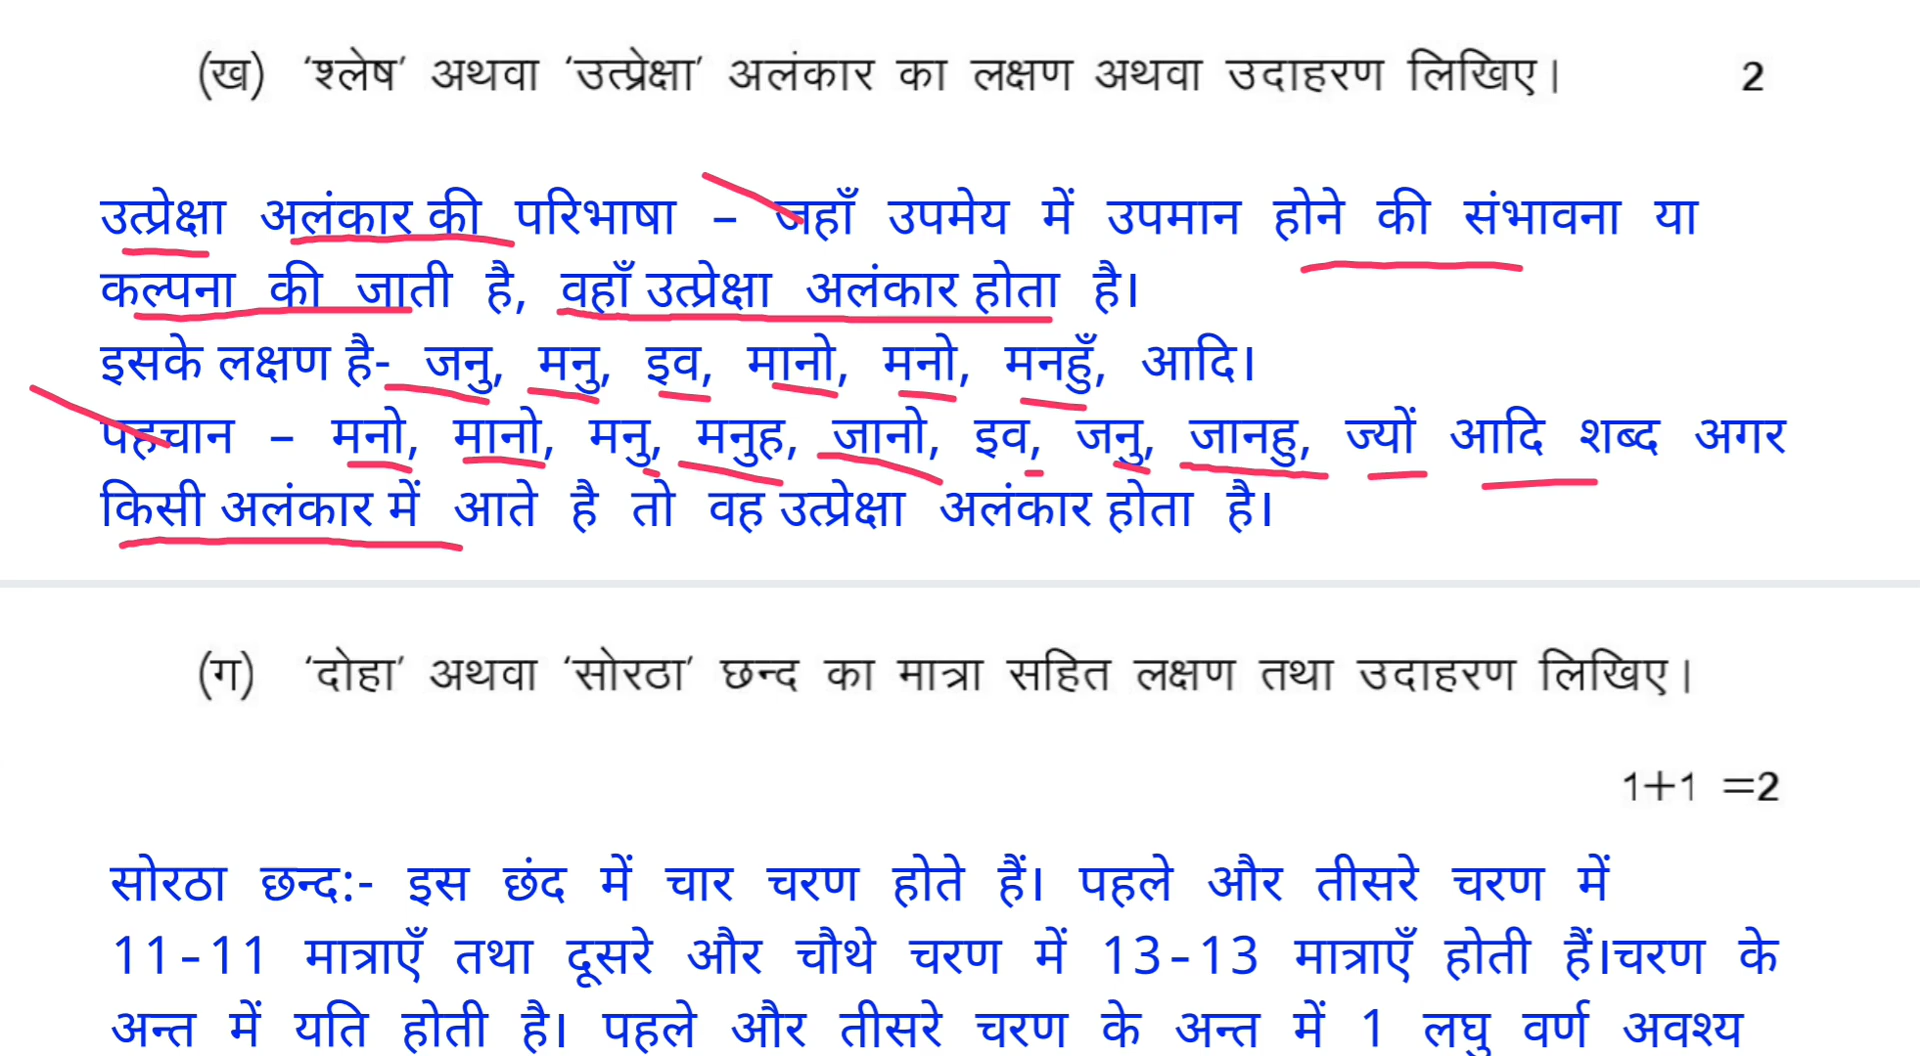 (ख) ‘श्लेष’ अथवा ‘उत्प्रेक्षा’ अलंकार का लक्षण अथवा उदाहरण लिखिए। 2
उत्प्रेक्षा अलंकार की परिभाषा – जहाँ उपमेय में उपमान होने की संभावना या
कल्पना की जाती है, वहाँ उत्प्रेक्षा अलंकार होता है।
इसके लक्षण है- जनु, मनु, इव, मानो, मनो, मनहुँ, आदि।
पहचान – मनो, मानो, मनु, मनुह, जानो, इव, जनु, जानहु, ज्यों आदि शब्द अगर
किसी अलंकार में आते है तो वह उत्प्रेक्षा अलंकार होता है।
(ग) ‘दोहा’ अथवा ‘सोरठा’ छन्द का मात्रा सहित लक्षण तथा उदाहरण लिखिए।
1+1 =2
सोरठा छन्द:- इस छंद में चार चरण होते हैं। पहले और तीसरे चरण में
11-11 मात्राएँ तथा दूसरे और चौथे चरण में 13-13 मात्राएँ होती हैं।चरण के
अन्त में यति होती है। पहले और तीसरे चरण के अन्त में 1 लघु वर्ण अवश्य